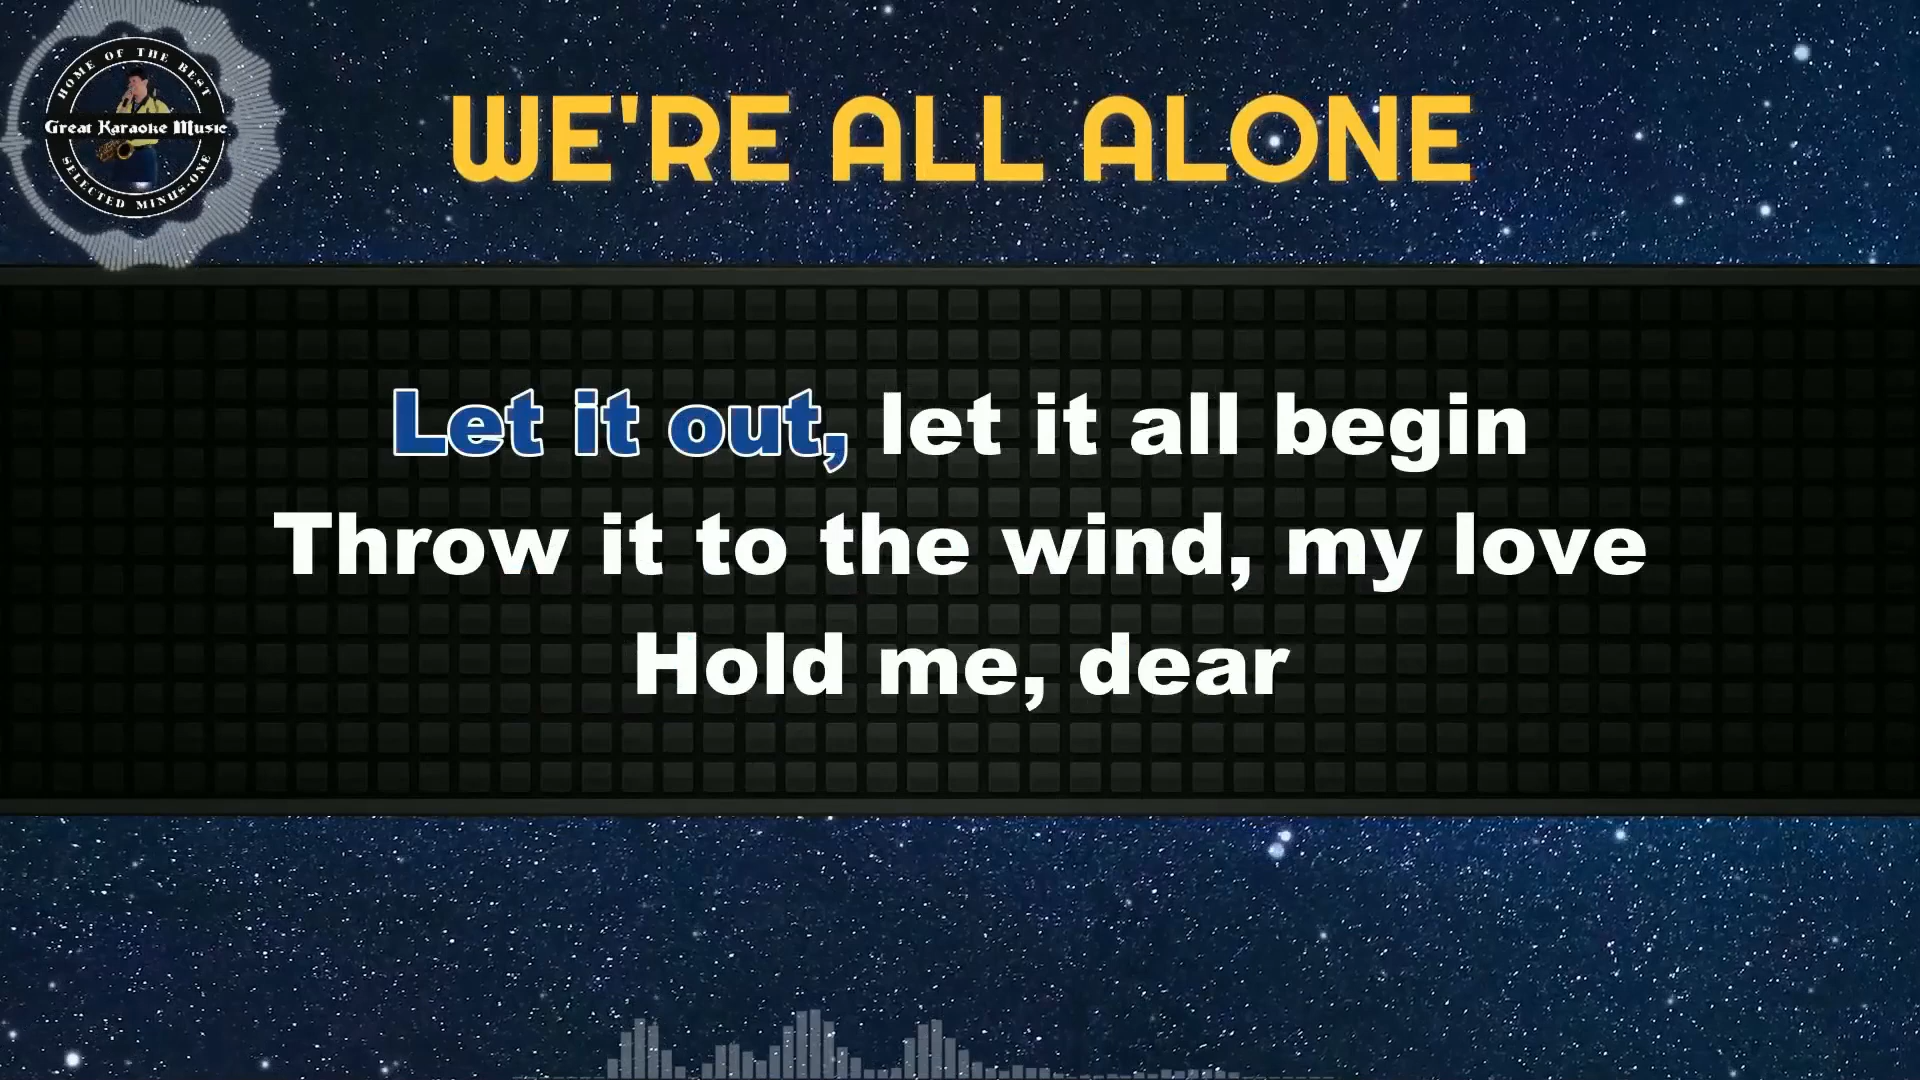 HOME OF THE BEST
Great Karaoke Music
SELECTED MINUS-ONE
WE'RE ALL ALONE
Let it out, let it all begin
Throw it to the wind, my love
Hold me, dear